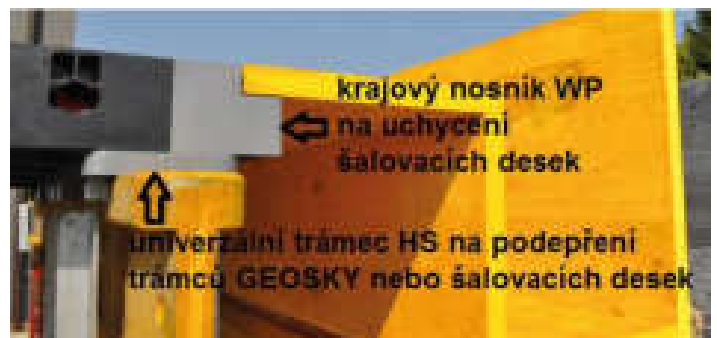 krajový nosník WP
na uchycení
šalovacích desek
univerzální trámec HS na podepření
trámců GEOSKY nebo šalovacích desek